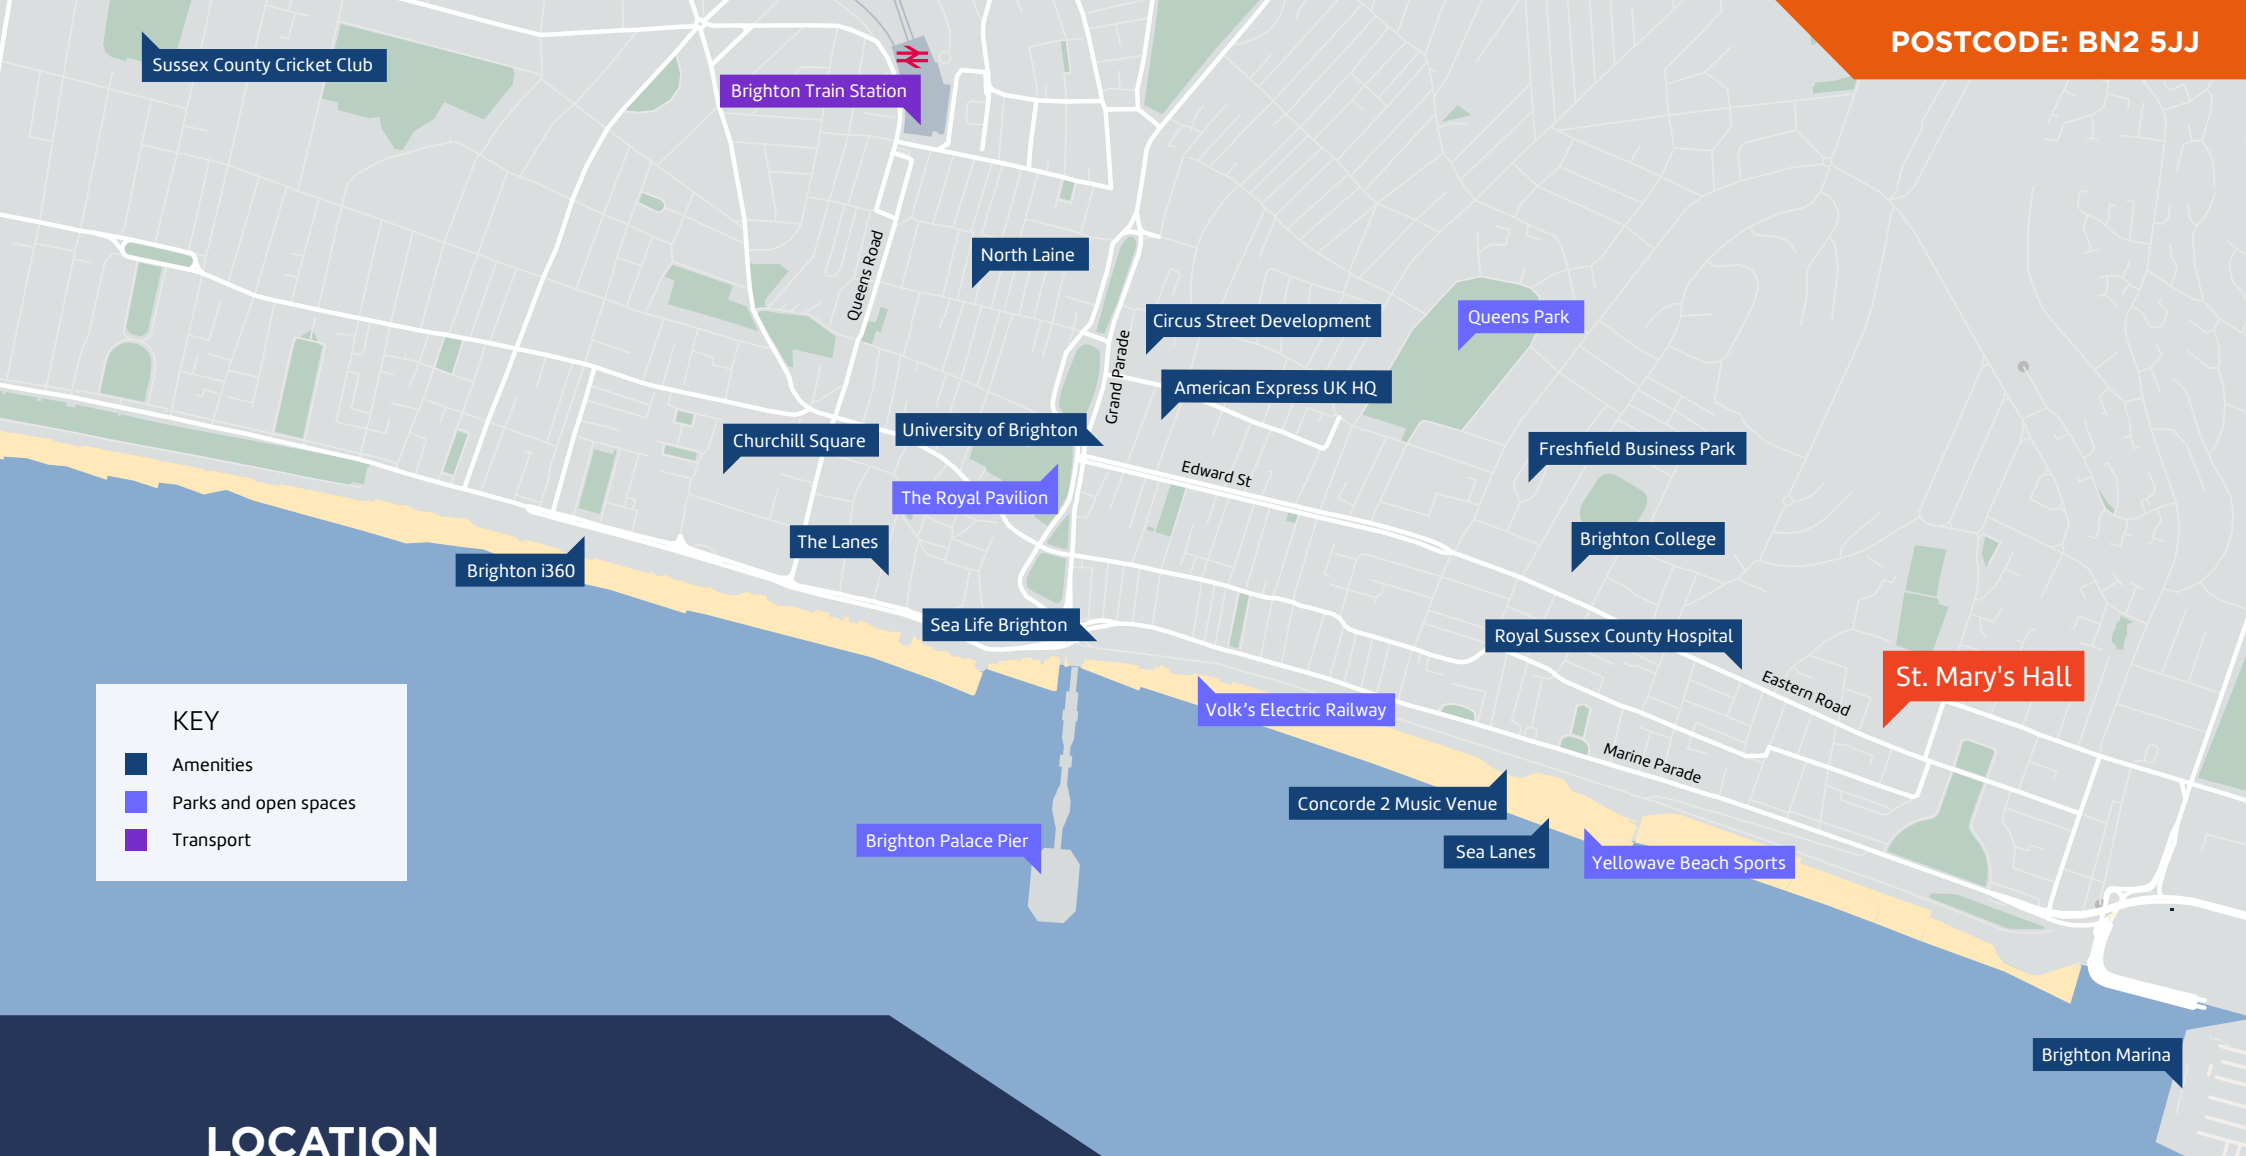 POSTCODE: BN2 5JJ
Sussex County Cricket Club
Brighton Train Station
Queens Road
North Laine
Circus Street Development
Queens Park
Grand Parade
American Express UK HQ
University of Brighton
Churchill Square
Freshfield Business Park
Edward St
The Royal Pavilion
The Lanes
Brighton College
Brighton i360
Sea Life Brighton
Royal Sussex County Hospital
St. Mary's Hall
Eastern Road
Volk’s Electric Railway
Marine Parade
KEY
Amenities
Parks and open spaces
Transport
Concorde 2 Music Venue
Brighton Palace Pier
Sea Lanes
Yellowave Beach Sports
Brighton Marina
LOCATION